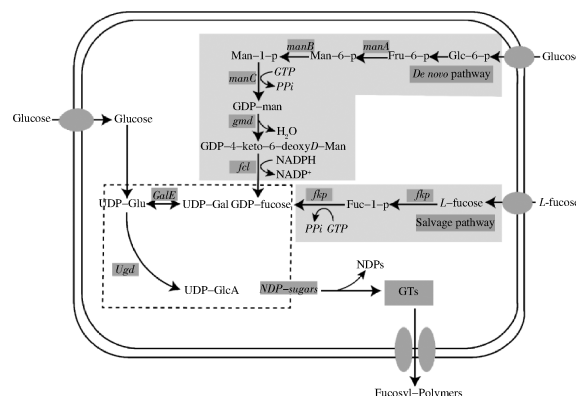 manB manA
Man-1-p Man-6-p Fru-6-p Glc-6-p Glucose
manC GTP
PPi
De novo pathway
GDP-man
Glucose Glucose
gmd
H2O
GDP-4-keto-6-deoxyD-Man
fcl NADPH
NADP+
GalE fkp fkp
UDP-Glu UDP-Gal GDP-fucose Fuc-1-p L-fucose L-fucose
PPi GTP Salvage pathway
Ugd NDPs
UDP-GlcA NDP-sugars GTs
Fucosyl-Polymers